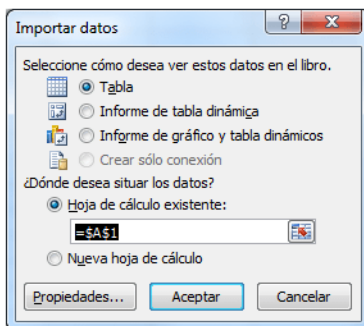 Importar datos
Seleccione cómo desea ver estos datos en el libro.
Tabla
Informe de tabla dinámica
Informe de gráfico y tabla dinámicos
Crear sólo conexión
¿Dónde desea situar los datos?
Hoja de cálculo existente:
=$A$1
Nueva hoja de cálculo
Propiedades... Aceptar Cancelar